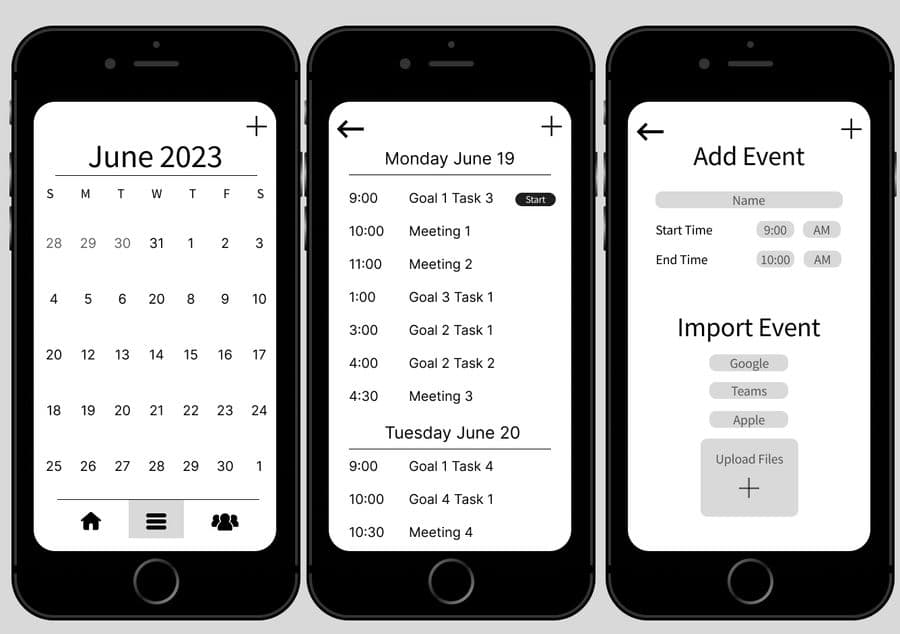 June 2023
S M T W T F S
28 29 30 31 1 2 3
4 5 6 20 8 9 10
20 12 13 14 15 16 17
18 19 20 21 22 23 24
25 26 27 28 29 30 1
Monday June 19
9:00 Goal 1 Task 3 Start
10:00 Meeting 1
11:00 Meeting 2
1:00 Goal 3 Task 1
3:00 Goal 2 Task 1
4:00 Goal 2 Task 2
4:30 Meeting 3
Tuesday June 20
9:00 Goal 1 Task 4
10:00 Goal 4 Task 1
10:30 Meeting 4
Add Event
Name
Start Time 9:00 AM
End Time 10:00 AM
Import Event
Google
Teams
Apple
Upload Files